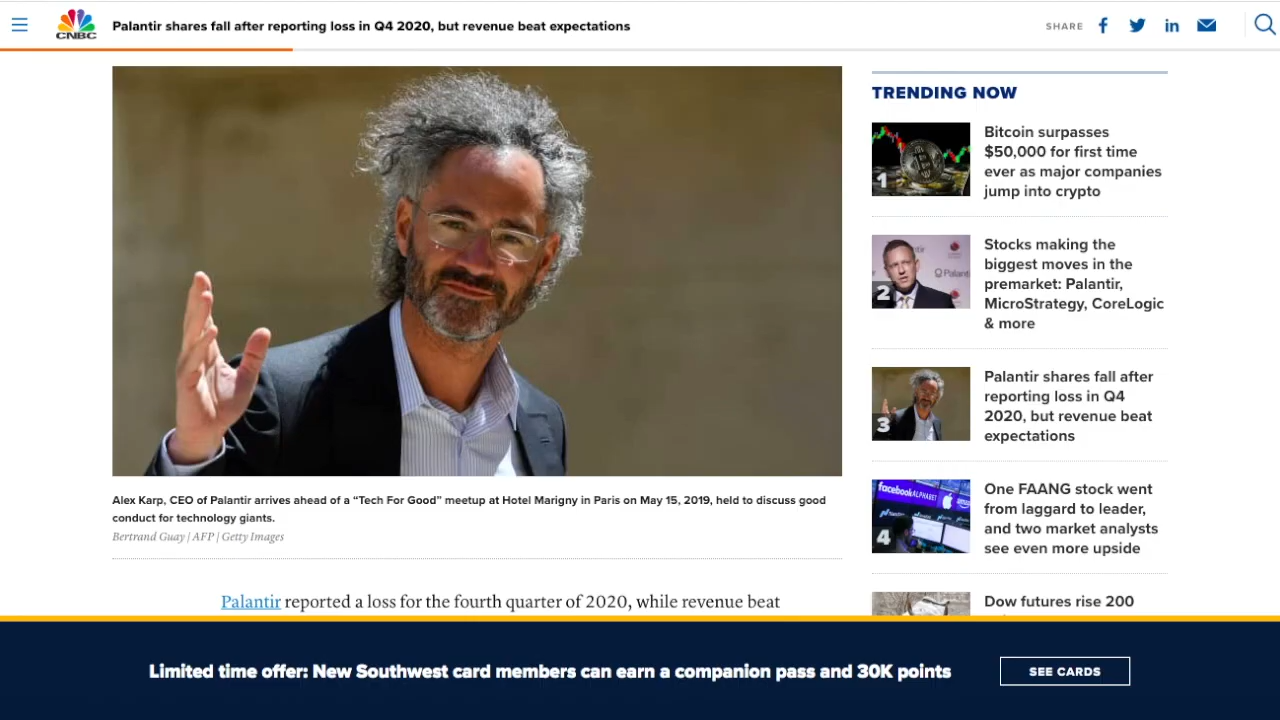 CNBC
Palantir shares fall after reporting loss in Q4 2020, but revenue beat expectations
SHARE
Alex Karp, CEO of Palantir arrives ahead of a “Tech For Good” meetup at Hotel Marigny in Paris on May 15, 2019, held to discuss good
conduct for technology giants.
Bertrand Guay | AFP | Getty Images
Palantir reported a loss for the fourth quarter of 2020, while revenue beat
TRENDING NOW
1
Bitcoin surpasses
$50,000 for first time
ever as major companies
jump into crypto
2
Stocks making the
biggest moves in the
premarket: Palantir,
MicroStrategy, CoreLogic
& more
3
Palantir shares fall after
reporting loss in Q4
2020, but revenue beat
expectations
facebook ALPHABET
4
One FAANG stock went
from laggard to leader,
and two market analysts
see even more upside
Dow futures rise 200
Limited time offer: New Southwest card members can earn a companion pass and 30K points
SEE CARDS